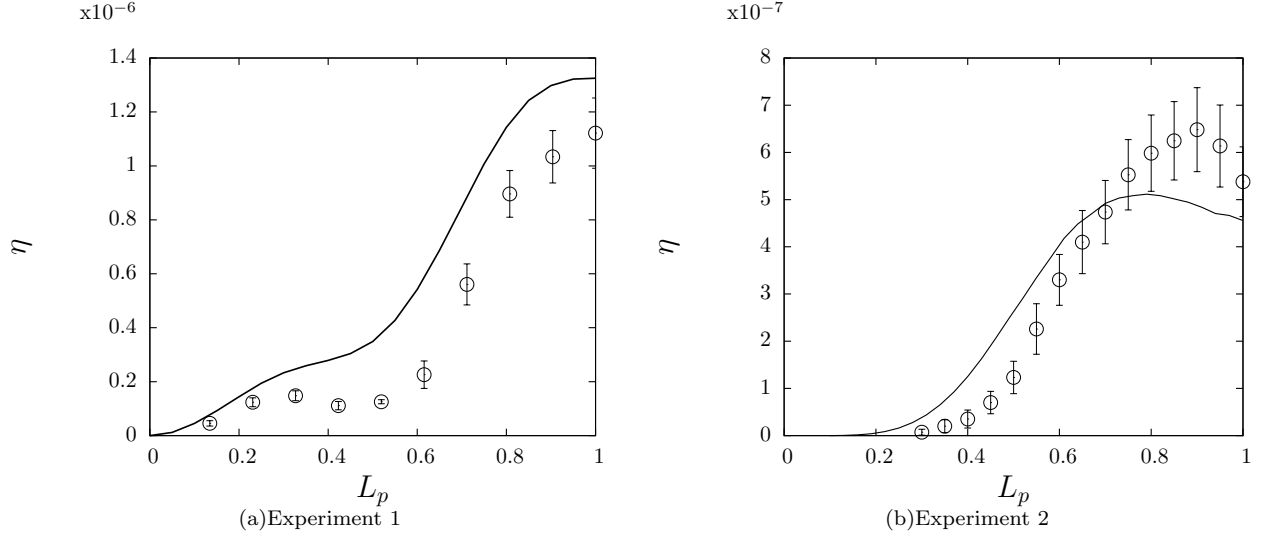 x10⁻⁶
1.4
1.2
1
0.8
0.6
0.4
0.2
0
η
0 0.2 0.4 0.6 0.8 1
L_p
(a)Experiment 1
x10⁻⁷
8
7
6
5
4
3
2
1
0
η
0 0.2 0.4 0.6 0.8 1
L_p
(b)Experiment 2